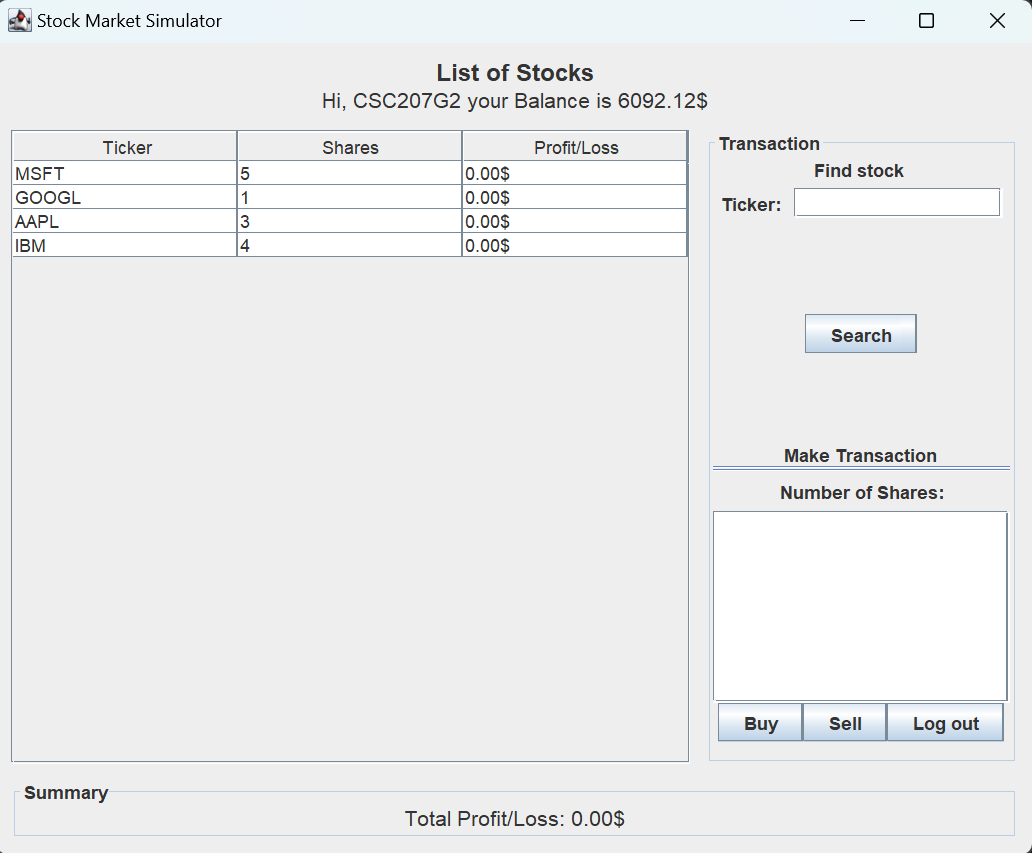 Stock Market Simulator
List of Stocks
Hi, CSC207G2 your Balance is 6092.12$
Ticker Shares Profit/Loss
MSFT 5 0.00$
GOOGL 1 0.00$
AAPL 3 0.00$
IBM 4 0.00$
Transaction
Find stock
Ticker:
Search
Make Transaction
Number of Shares:
Buy Sell Log out
Summary
Total Profit/Loss: 0.00$